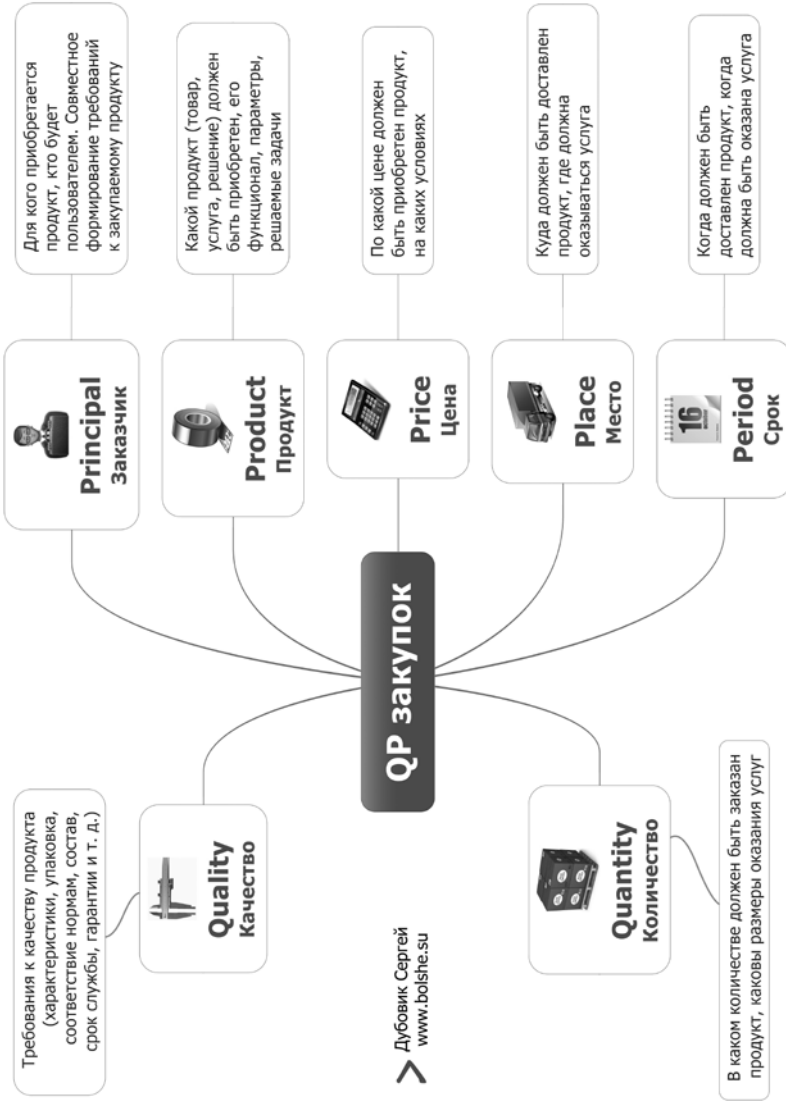 QP закупок
Quality
Качество
Требования к качеству продукта
(характеристики, упаковка,
соответствие нормам, состав,
срок службы, гарантии и т. д.)
Quantity
Количество
В каком количестве должен быть заказан
продукт, каковы размеры оказания услуг
Principal
Заказчик
Для кого приобретается
продукт, кто будет
пользователем. Совместное
формирование требований
к закупаемому продукту
Product
Продукт
Какой продукт (товар,
услуга, решение) должен
быть приобретен, его
функционал, параметры,
решаемые задачи
Price
Цена
По какой цене должен
быть приобретен продукт,
на каких условиях
Place
Место
Куда должен быть доставлен
продукт, где должна
оказываться услуга
16
Period
Срок
Когда должен быть
доставлен продукт, когда
должна быть оказана услуга
Дубовик Сергей
www.bolshe.su